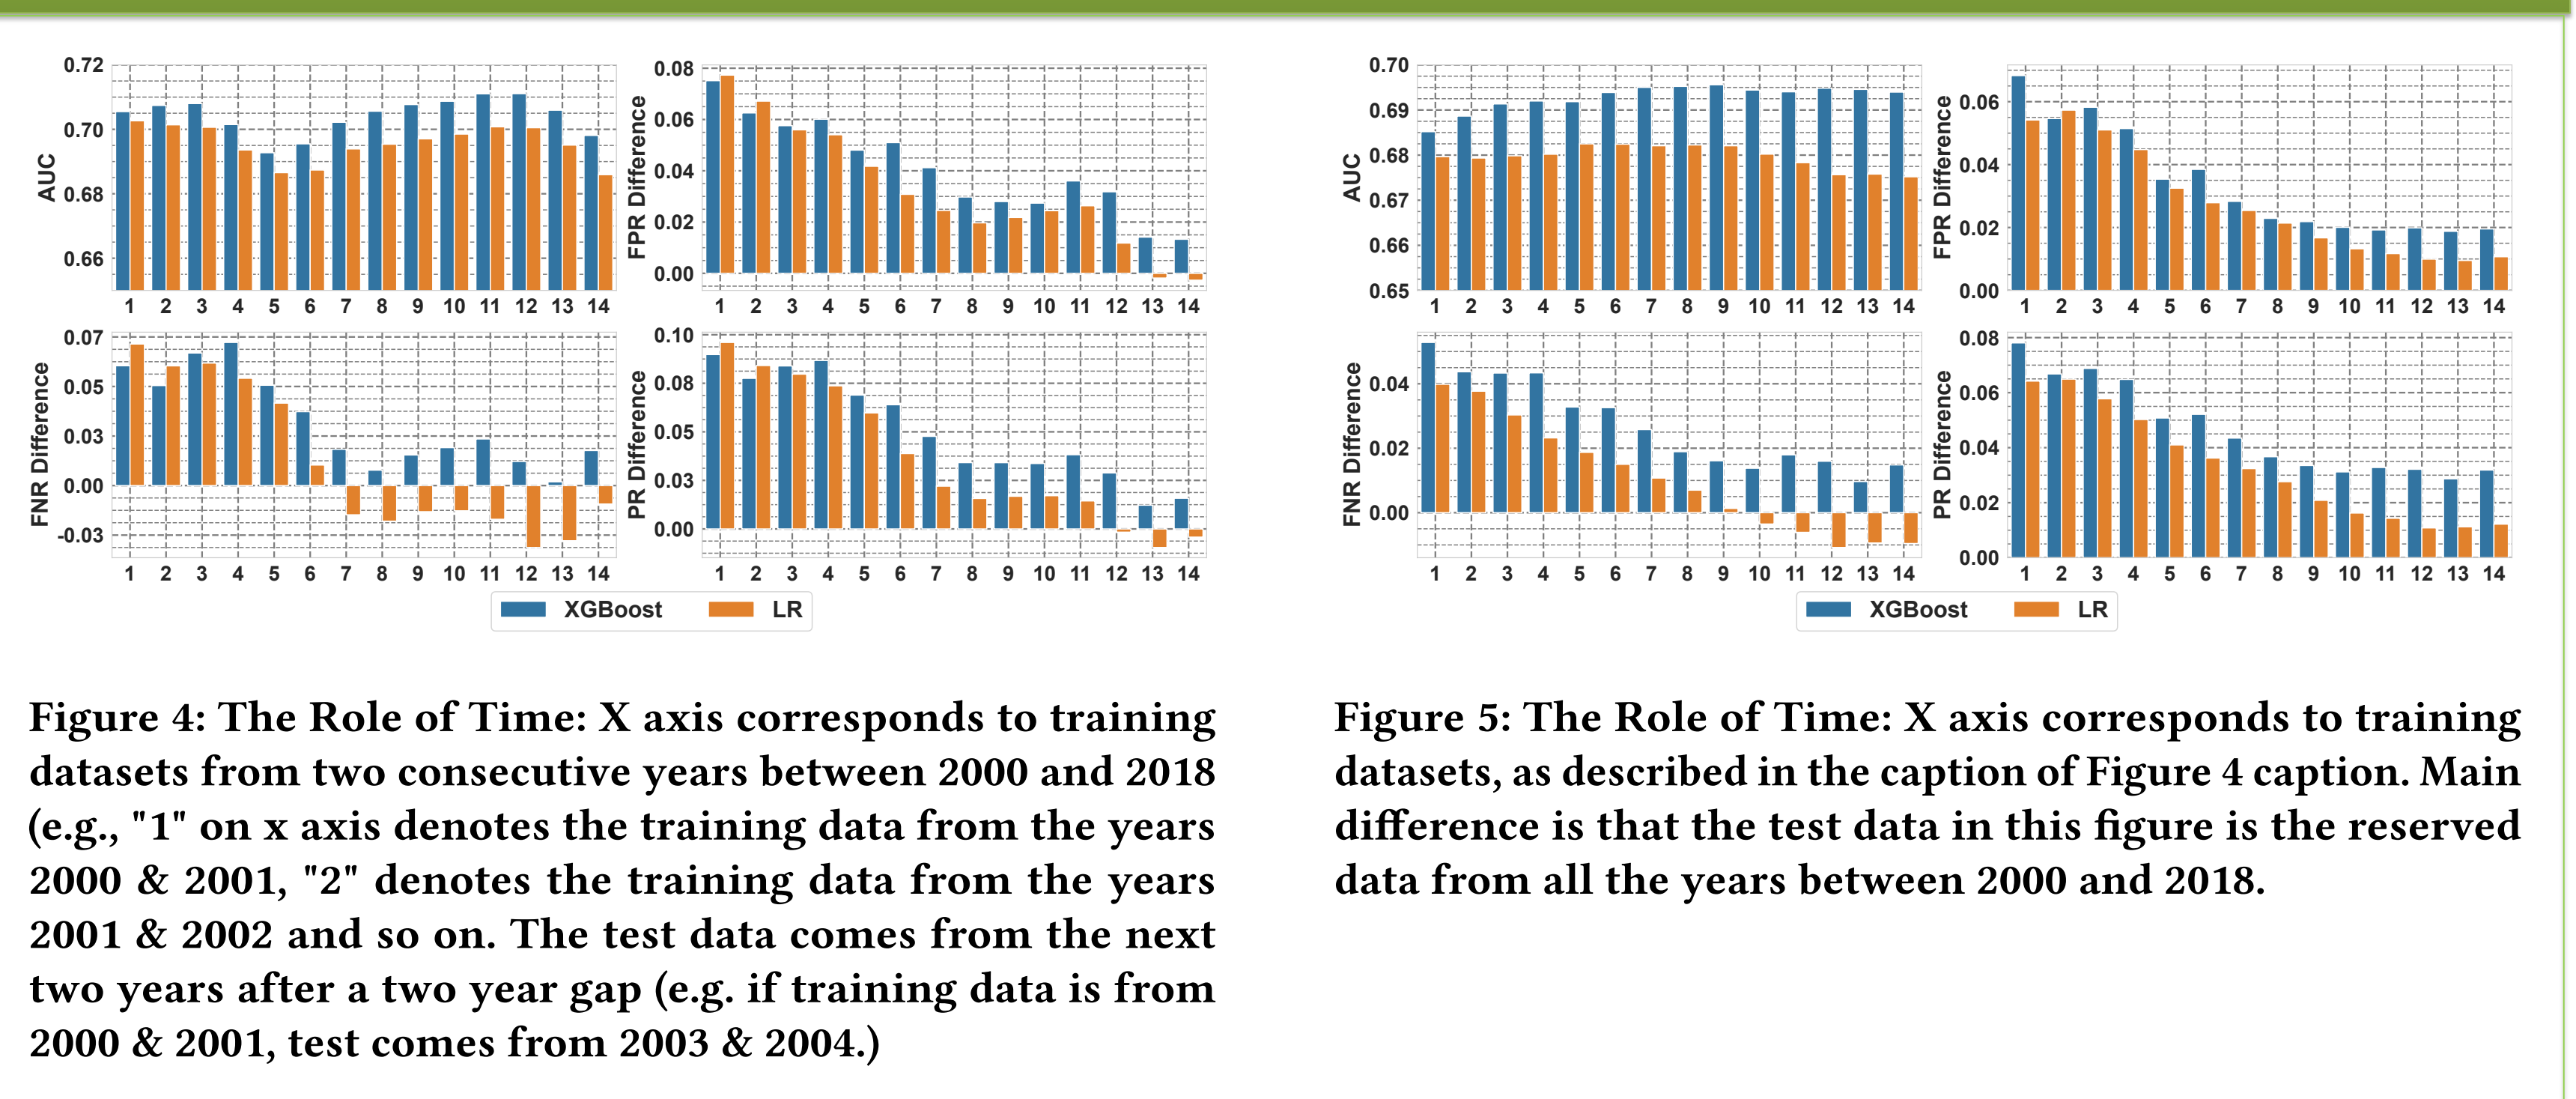 0.72
0.70
0.68
0.66
AUC
1 2 3 4 5 6 7 8 9 10 11 12 13 14
0.08
0.06
0.04
0.02
0.00
FPR Difference
1 2 3 4 5 6 7 8 9 10 11 12 13 14
0.07
0.05
0.03
0.00
-0.03
FNR Difference
1 2 3 4 5 6 7 8 9 10 11 12 13 14
0.10
0.08
0.05
0.03
0.00
PR Difference
1 2 3 4 5 6 7 8 9 10 11 12 13 14
XGBoost LR
Figure 4: The Role of Time: X axis corresponds to training
datasets from two consecutive years between 2000 and 2018
(e.g., "1" on x axis denotes the training data from the years
2000 & 2001, "2" denotes the training data from the years
2001 & 2002 and so on. The test data comes from the next
two years after a two year gap (e.g. if training data is from
2000 & 2001, test comes from 2003 & 2004.)
0.70
0.69
0.68
0.67
0.66
0.65
AUC
1 2 3 4 5 6 7 8 9 10 11 12 13 14
0.06
0.04
0.02
0.00
FPR Difference
1 2 3 4 5 6 7 8 9 10 11 12 13 14
0.04
0.02
0.00
FNR Difference
1 2 3 4 5 6 7 8 9 10 11 12 13 14
0.08
0.06
0.04
0.02
0.00
PR Difference
1 2 3 4 5 6 7 8 9 10 11 12 13 14
XGBoost LR
Figure 5: The Role of Time: X axis corresponds to training
datasets, as described in the caption of Figure 4 caption. Main
difference is that the test data in this figure is the reserved
data from all the years between 2000 and 2018.